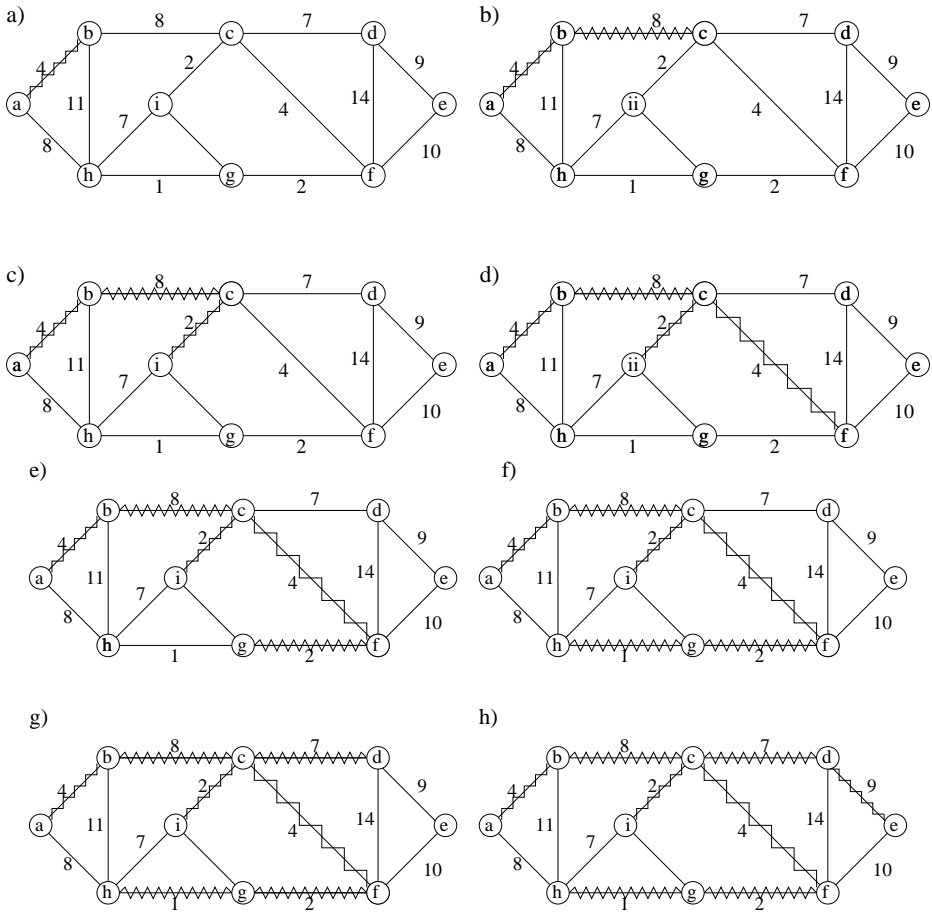 a) b)
8 7 8 7
b c d b c d
4 2 9 4 2 9
a 11 i 4 14 e a 11 ii 4 14 e
8 7 10 8 7 10
h g f h g f
1 2 1 2
c) d)
8 7 8 7
b c d b c d
4 2 9 4 2 9
a 11 i 4 14 e a 11 ii 4 14 e
8 7 10 8 7 10
h g f h g f
1 2 1 2
e) f)
8 7 8 7
b c d b c d
4 2 9 4 2 9
a 11 7 i 4 14 e a 11 7 i 4 14 e
8 10 8 10
h g f h g f
1 2 1 2
g) h)
8 7 8 7
b c d b c d
4 2 9 4 2 9
a 11 7 i 4 14 e a 11 7 i 4 14 e
8 10 8 10
h g f h g f
1 2 1 2